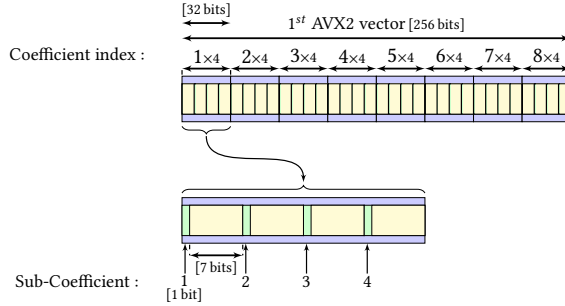 [32 bits]
1st AVX2 vector [256 bits]
Coefficient index :
1×4 2×4 3×4 4×4 5×4 6×4 7×4 8×4
[7 bits]
Sub-Coefficient : 1 2 3 4
[1 bit]